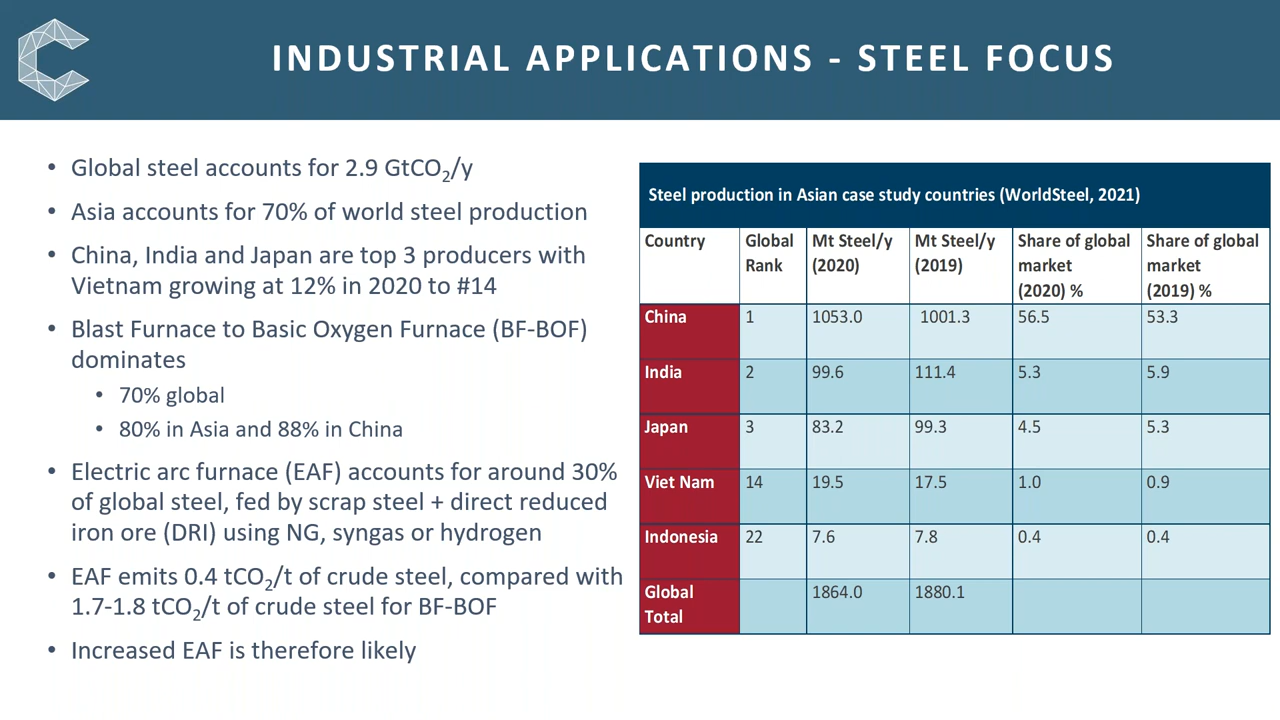 INDUSTRIAL APPLICATIONS - STEEL FOCUS
• Global steel accounts for 2.9 GtCO₂/y
• Asia accounts for 70% of world steel production
• China, India and Japan are top 3 producers with
Vietnam growing at 12% in 2020 to #14
• Blast Furnace to Basic Oxygen Furnace (BF-BOF)
dominates
• 70% global
• 80% in Asia and 88% in China
• Electric arc furnace (EAF) accounts for around 30%
of global steel, fed by scrap steel + direct reduced
iron ore (DRI) using NG, syngas or hydrogen
• EAF emits 0.4 tCO₂/t of crude steel, compared with
1.7-1.8 tCO₂/t of crude steel for BF-BOF
• Increased EAF is therefore likely
Steel production in Asian case study countries (WorldSteel, 2021)
Country Global Mt Steel/y Mt Steel/y Share of global Share of global
Rank (2020) (2019) market market
(2020) % (2019) %
China 1 1053.0 1001.3 56.5 53.3
India 2 99.6 111.4 5.3 5.9
Japan 3 83.2 99.3 4.5 5.3
Viet Nam 14 19.5 17.5 1.0 0.9
Indonesia 22 7.6 7.8 0.4 0.4
Global 1864.0 1880.1
Total